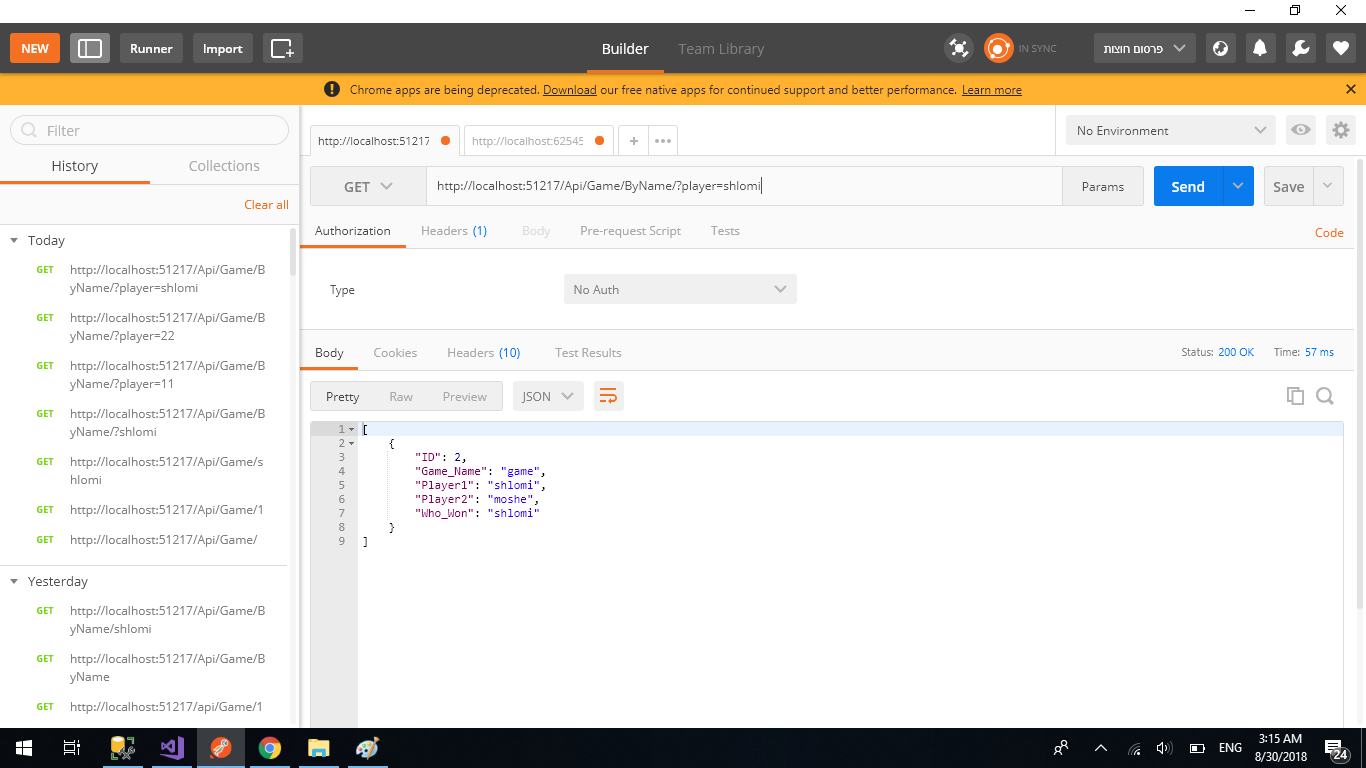 NEW
Runner
Import
Builder
Team Library
IN SYNC
פרסום חוצות
Chrome apps are being deprecated. Download our free native apps for continued support and better performance. Learn more
Filter
History
Collections
Clear all
Today
GET http://localhost:51217/Api/Game/B
yName/?player=shlomi
GET http://localhost:51217/Api/Game/B
yName/?player=22
GET http://localhost:51217/Api/Game/B
yName/?player=11
GET http://localhost:51217/Api/Game/B
yName/?shlomi
GET http://localhost:51217/Api/Game/s
hlomi
GET http://localhost:51217/Api/Game/1
GET http://localhost:51217/Api/Game/
Yesterday
GET http://localhost:51217/Api/Game/B
yName/shlomi
GET http://localhost:51217/Api/Game/B
yName
GET http://localhost:51217/api/Game/1
http://localhost:51217
http://localhost:62545
No Environment
GET
http://localhost:51217/Api/Game/ByName/?player=shlomi
Params
Send
Save
Authorization
Headers (1)
Body
Pre-request Script
Tests
Code
Type
No Auth
Body
Cookies
Headers (10)
Test Results
Status: 200 OK
Time: 57 ms
Pretty
Raw
Preview
JSON
1 [
2 {
3 "ID": 2,
4 "Game_Name": "game",
5 "Player1": "shlomi",
6 "Player2": "moshe",
7 "Who_Won": "shlomi"
8 }
9 ]
ENG
3:15 AM
8/30/2018
24